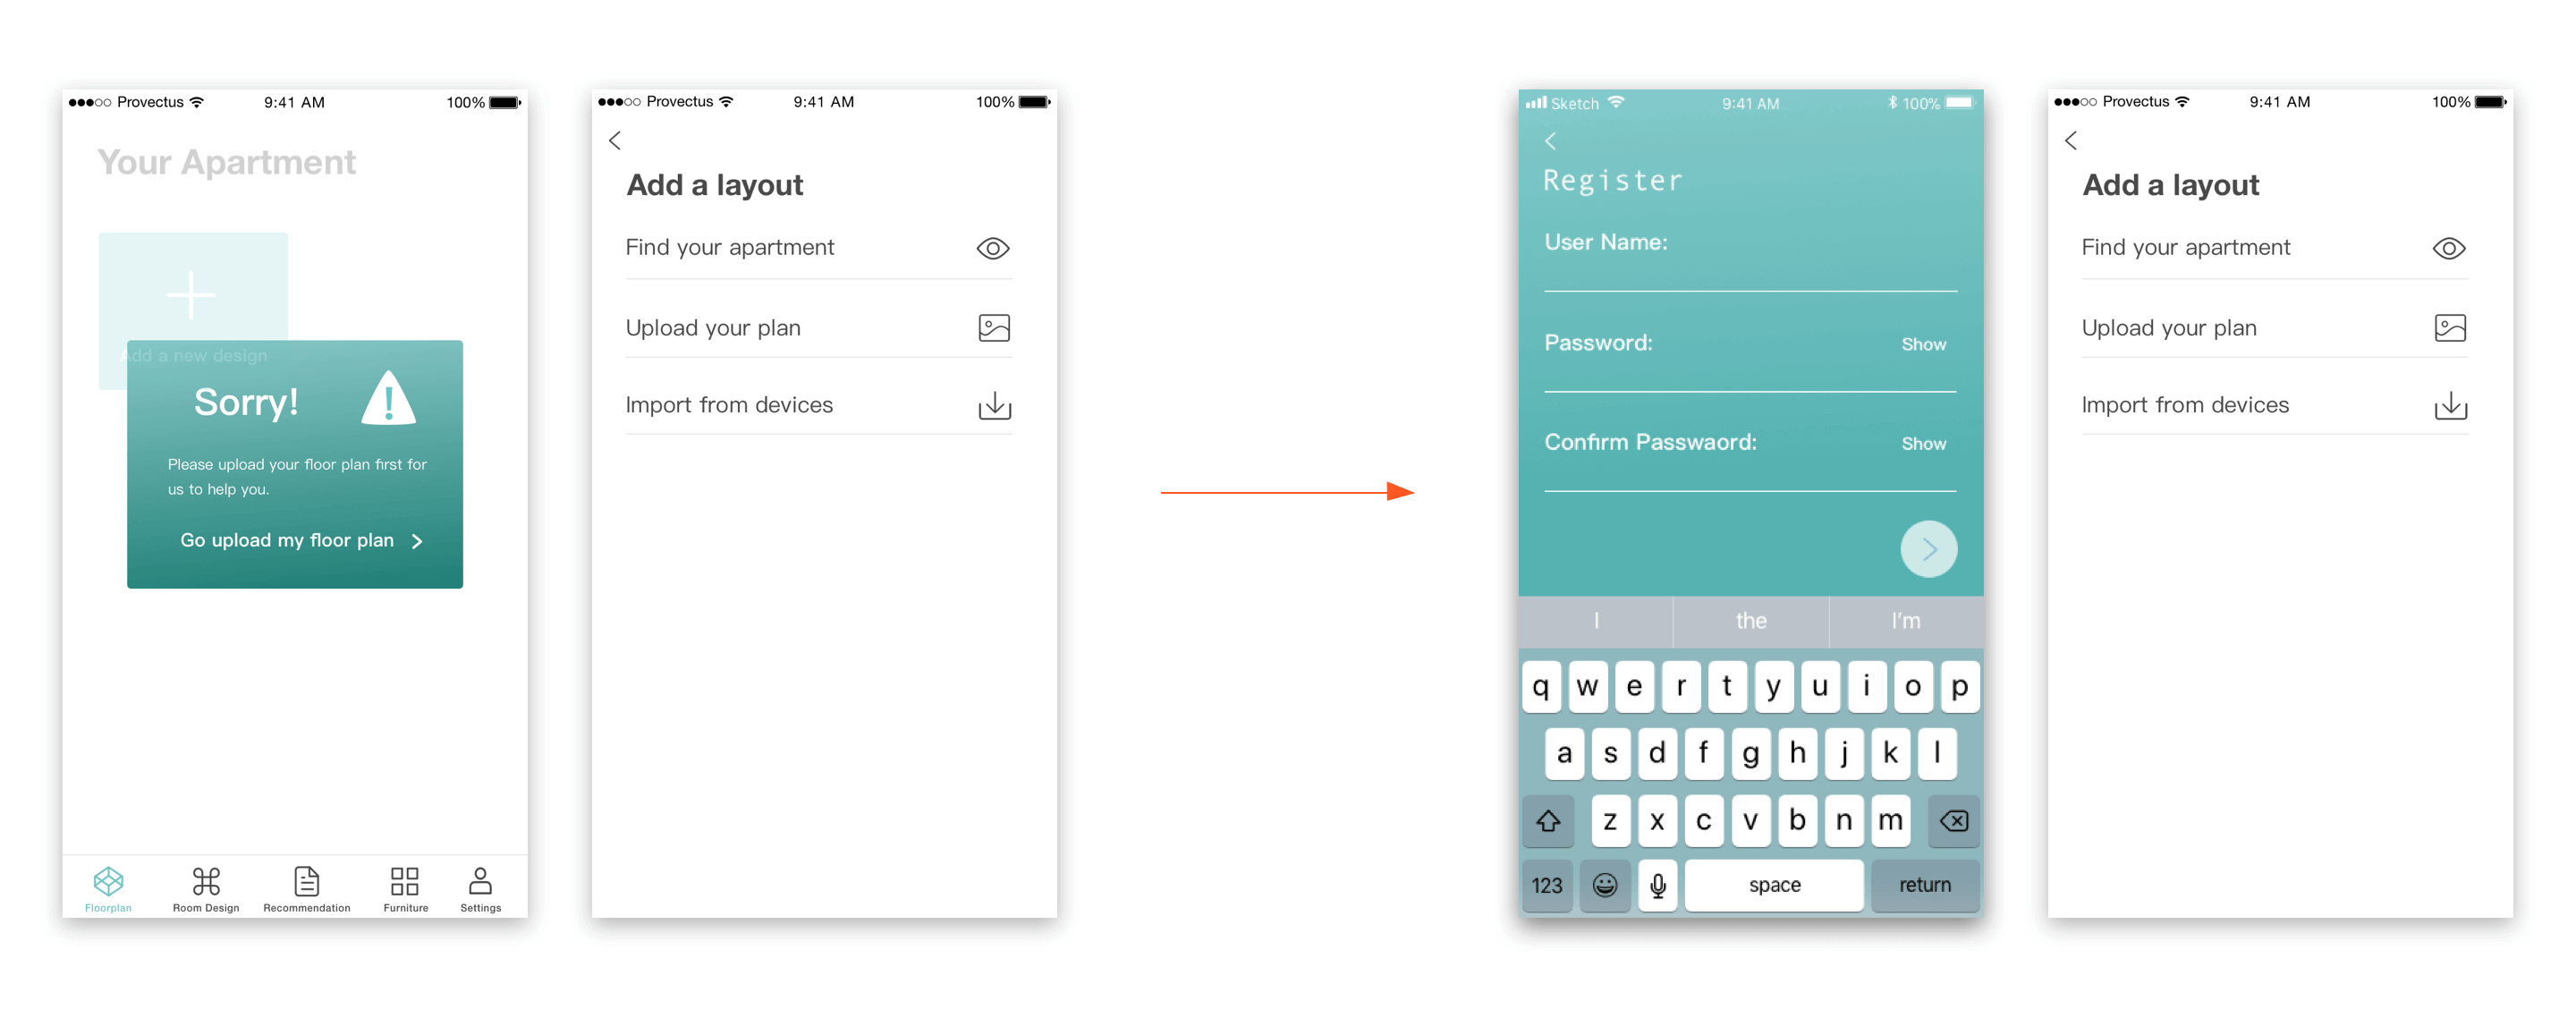 Provectus 9:41 AM 100%
Your Apartment
Add a new design
Sorry!
Please upload your floor plan first for
us to help you.
Go upload my floor plan
Floorplan Room Design Recommendation Furniture Settings
Provectus 9:41 AM 100%
Add a layout
Find your apartment
Upload your plan
Import from devices
Sketch 9:41 AM 100%
Register
User Name:
Password: Show
Confirm Passwaord: Show
I the I'm
q w e r t y u i o p
a s d f g h j k l
z x c v b n m
123 space return
Provectus 9:41 AM 100%
Add a layout
Find your apartment
Upload your plan
Import from devices